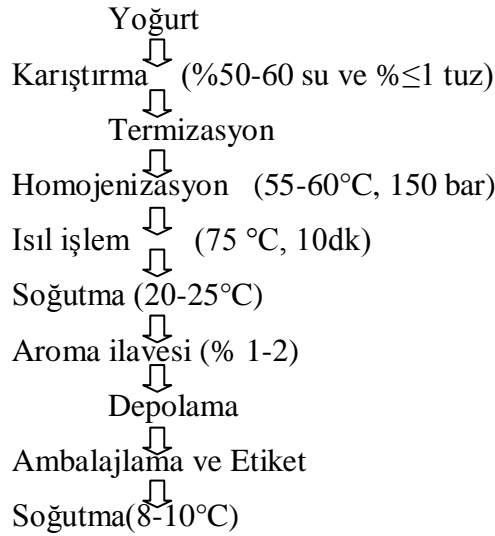 Yoğurt
Karıştırma (%50-60 su ve %≤1 tuz)
Termizasyon
Homojenizasyon (55-60°C, 150 bar)
Isıl işlem (75 °C, 10dk)
Soğutma (20-25°C)
Aroma ilavesi (% 1-2)
Depolama
Ambalajlama ve Etiket
Soğutma(8-10°C)